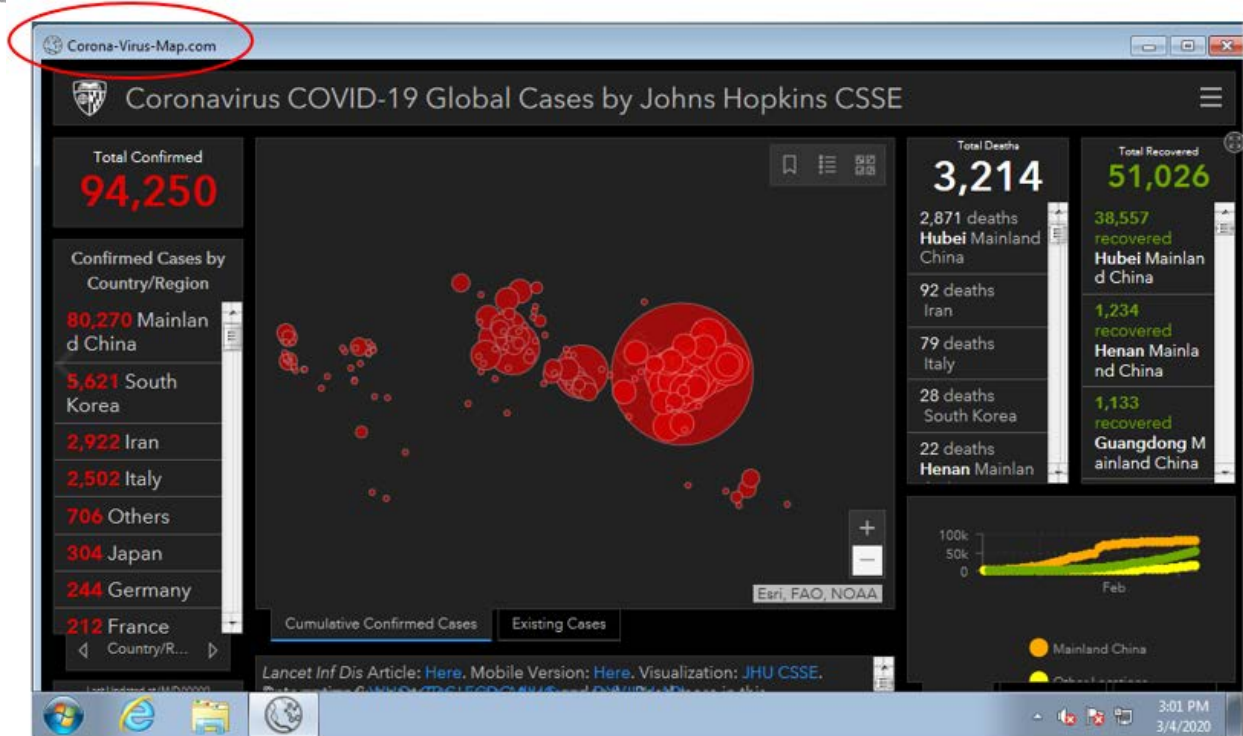 Corona-Virus-Map.com
Coronavirus COVID-19 Global Cases by Johns Hopkins CSSE
Total Confirmed
94,250
Confirmed Cases by
Country/Region
80,270 Mainlan
d China
5,621 South
Korea
2,922 Iran
2,502 Italy
706 Others
304 Japan
244 Germany
212 France
Country/R...
Esri, FAO, NOAA
Cumulative Confirmed Cases
Existing Cases
Lancet Inf Dis Article: Here. Mobile Version: Here. Visualization: JHU CSSE.
Total Deaths
3,214
2,871 deaths
Hubei Mainland
China
92 deaths
Iran
79 deaths
Italy
28 deaths
South Korea
22 deaths
Henan Mainlan
Total Recovered
51,026
38,557
recovered
Hubei Mainlan
d China
1,234
recovered
Henan Mainla
nd China
1,133
recovered
Guangdong M
ainland China
100k
50k
0
Feb
Mainland China
Other Locations
3:01 PM
3/4/2020